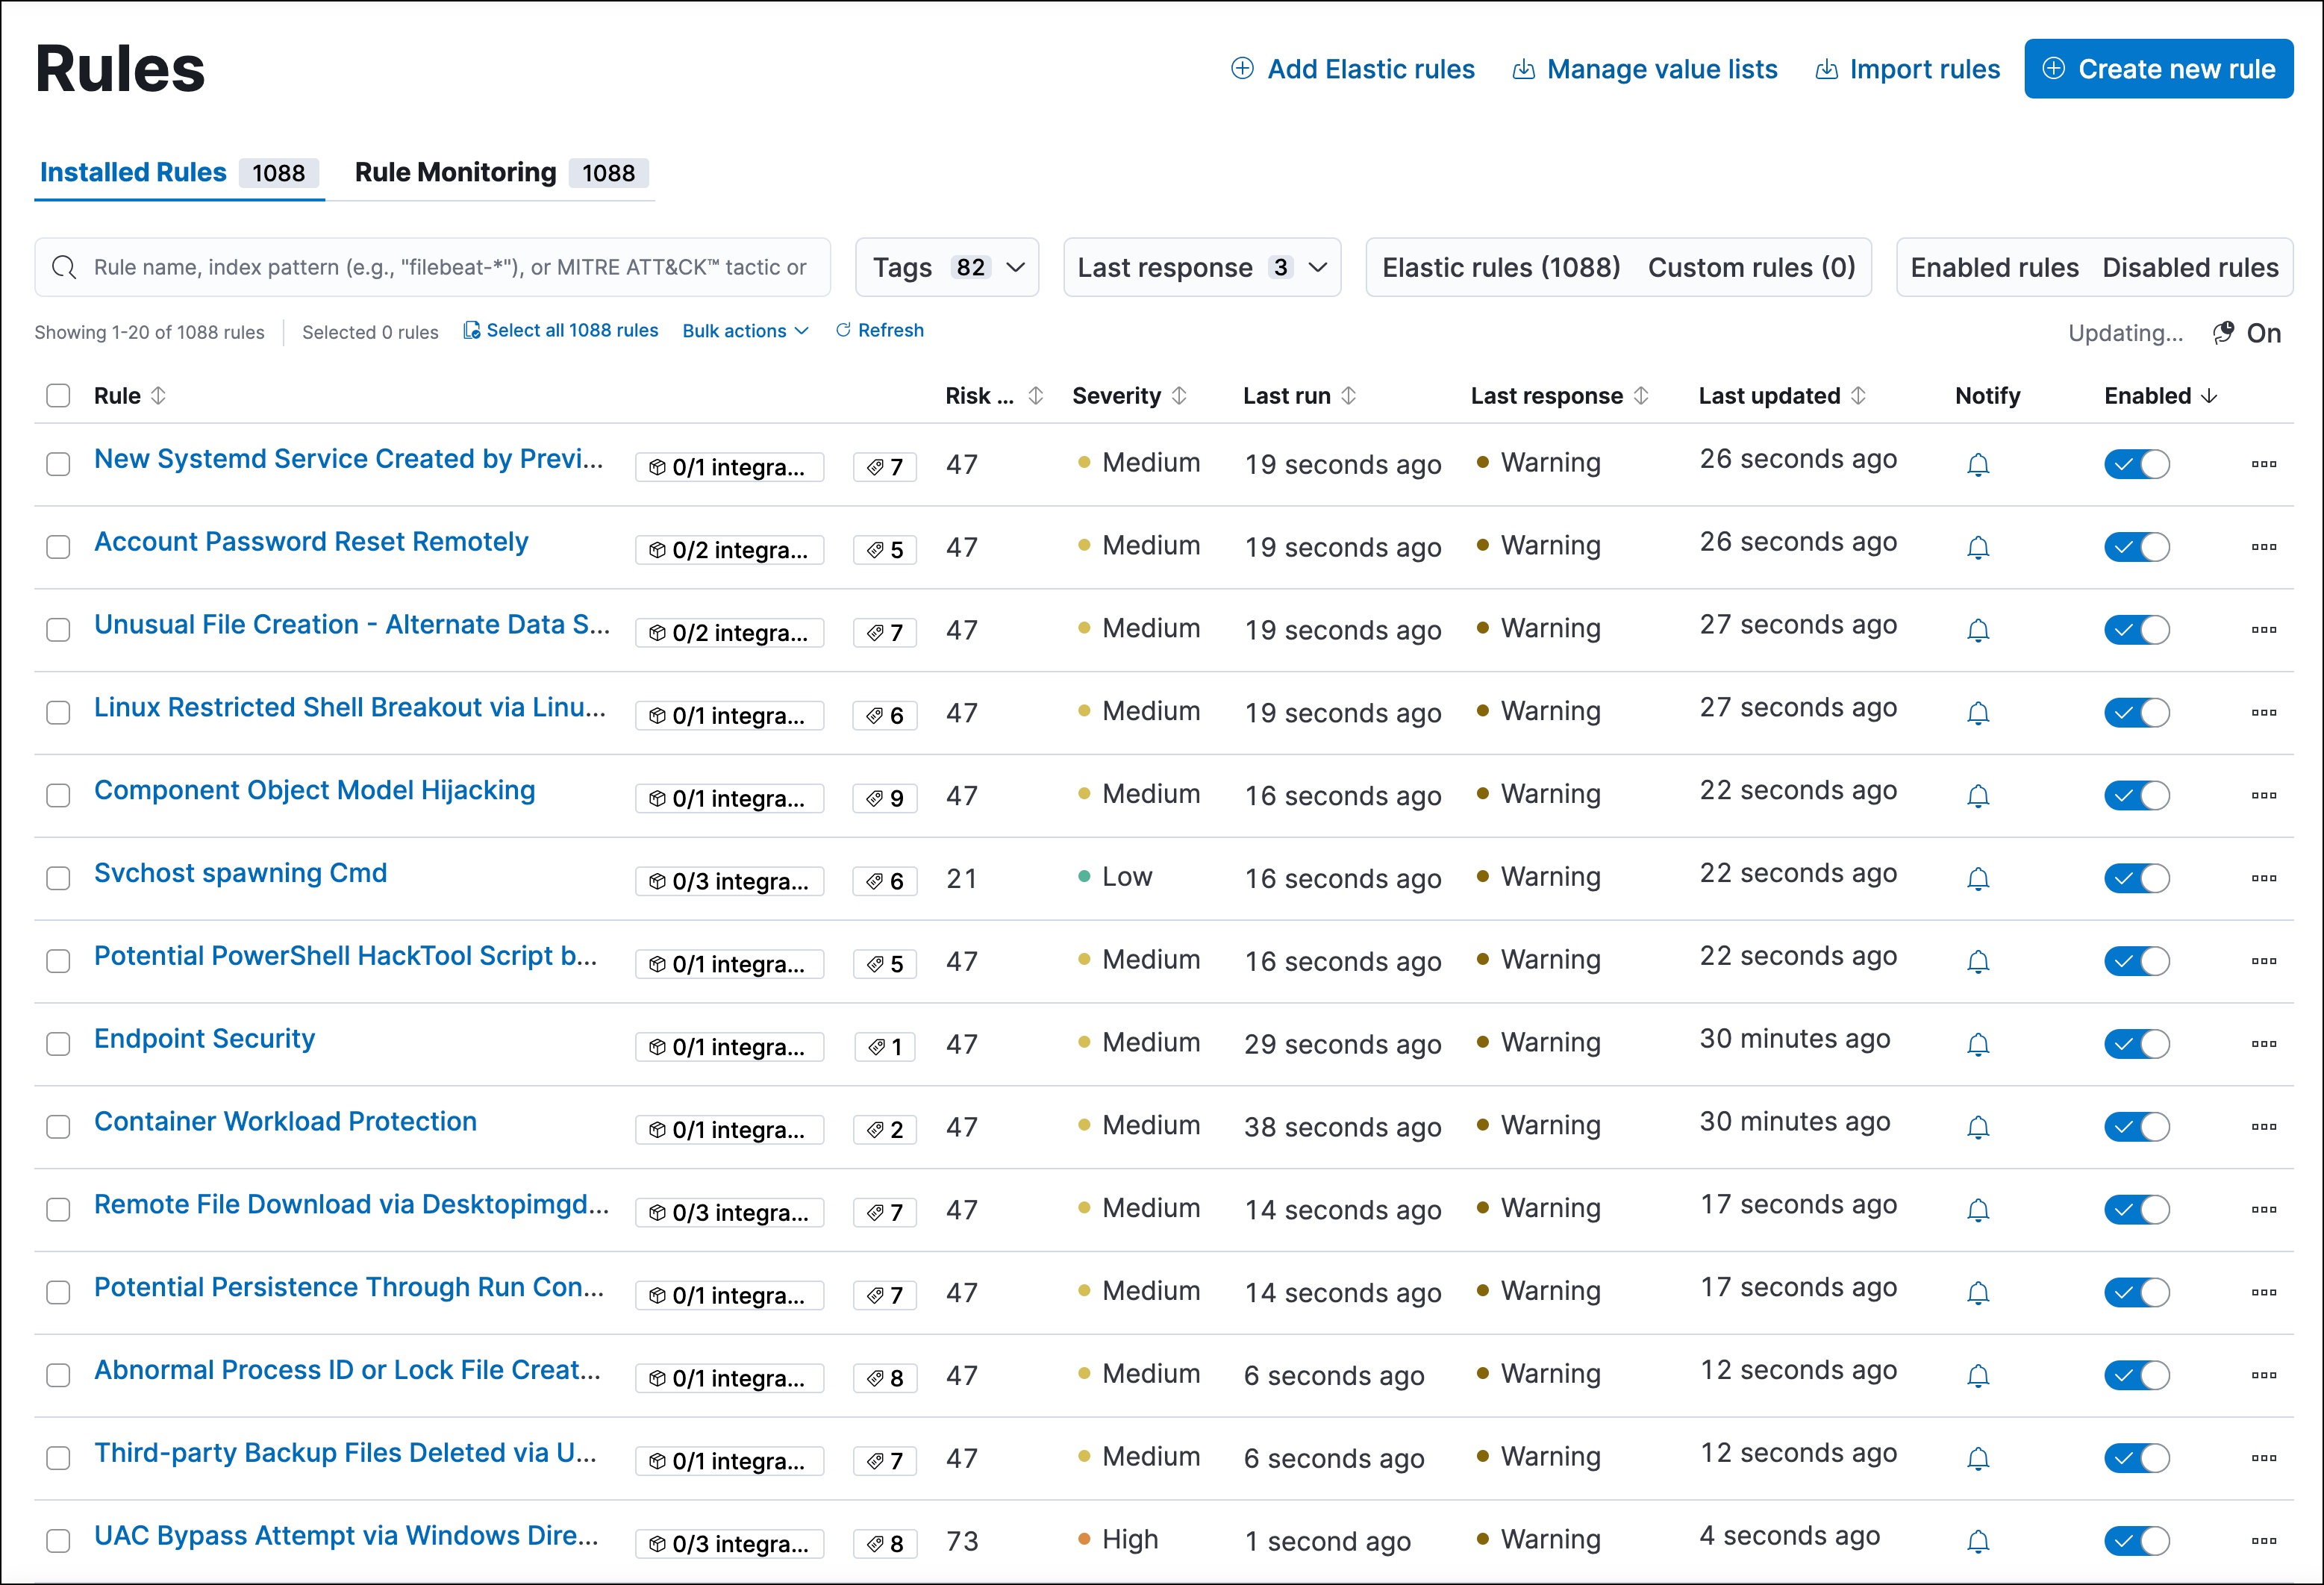 Rules
Add Elastic rules Manage value lists Import rules Create new rule
Installed Rules 1088 Rule Monitoring 1088
Rule name, index pattern (e.g., "filebeat-*"), or MITRE ATT&CK™ tactic or Tags 82 Last response 3 Elastic rules (1088) Custom rules (0) Enabled rules Disabled rules
Showing 1-20 of 1088 rules Selected 0 rules Select all 1088 rules Bulk actions Refresh Updating... On
Rule Risk ... Severity Last run Last response Last updated Notify Enabled
New Systemd Service Created by Previ... 0/1 integra... 7 47 Medium 19 seconds ago Warning 26 seconds ago
Account Password Reset Remotely 0/2 integra... 5 47 Medium 19 seconds ago Warning 26 seconds ago
Unusual File Creation - Alternate Data S... 0/2 integra... 7 47 Medium 19 seconds ago Warning 27 seconds ago
Linux Restricted Shell Breakout via Linu... 0/1 integra... 6 47 Medium 19 seconds ago Warning 27 seconds ago
Component Object Model Hijacking 0/1 integra... 9 47 Medium 16 seconds ago Warning 22 seconds ago
Svchost spawning Cmd 0/3 integra... 6 21 Low 16 seconds ago Warning 22 seconds ago
Potential PowerShell HackTool Script b... 0/1 integra... 5 47 Medium 16 seconds ago Warning 22 seconds ago
Endpoint Security 0/1 integra... 1 47 Medium 29 seconds ago Warning 30 minutes ago
Container Workload Protection 0/1 integra... 2 47 Medium 38 seconds ago Warning 30 minutes ago
Remote File Download via Desktopimgd... 0/3 integra... 7 47 Medium 14 seconds ago Warning 17 seconds ago
Potential Persistence Through Run Con... 0/1 integra... 7 47 Medium 14 seconds ago Warning 17 seconds ago
Abnormal Process ID or Lock File Creat... 0/1 integra... 8 47 Medium 6 seconds ago Warning 12 seconds ago
Third-party Backup Files Deleted via U... 0/1 integra... 7 47 Medium 6 seconds ago Warning 12 seconds ago
UAC Bypass Attempt via Windows Dire... 0/3 integra... 8 73 High 1 second ago Warning 4 seconds ago